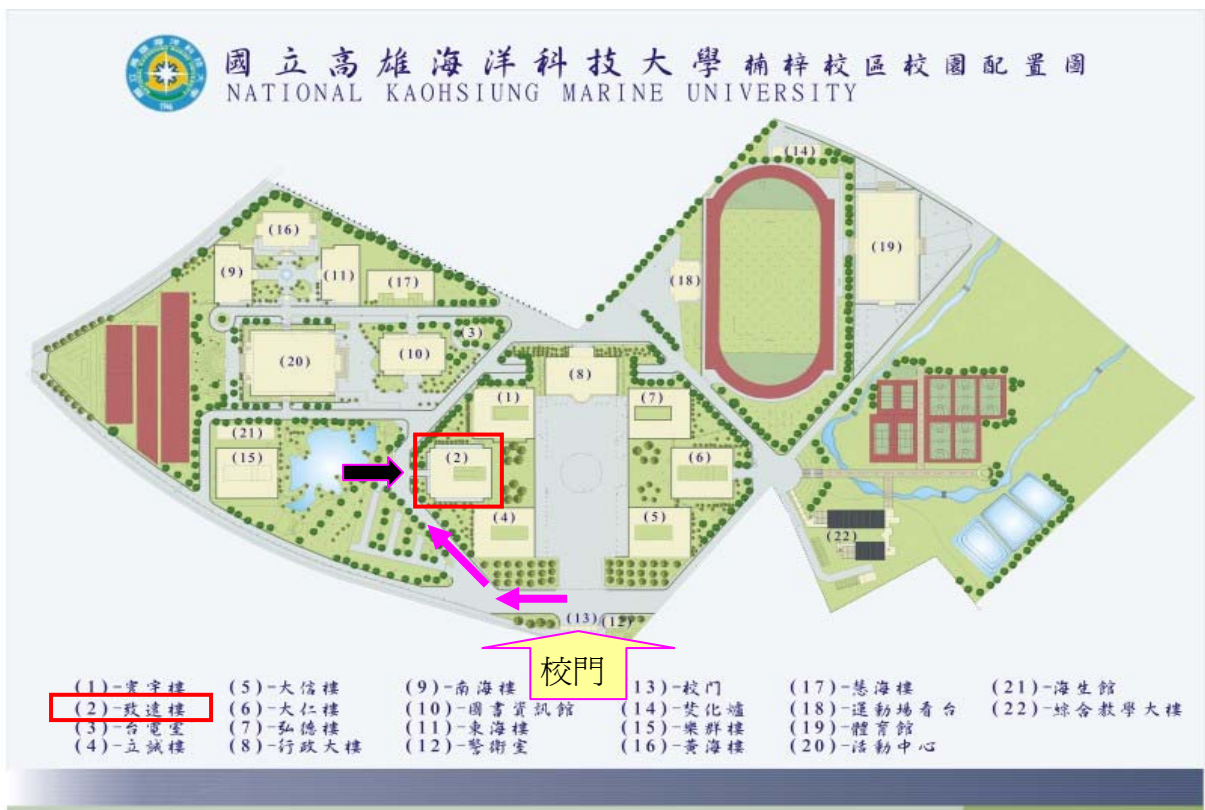 國立高雄海洋科技大學楠梓校區校園配置圖
NATIONAL KAOHSIUNG MARINE UNIVERSITY
(14)
(16)
(9)
(11)
(17)
(18)
(19)
(3)
(20)
(10)
(8)
(1)
(7)
(21)
(15)
(2)
(6)
(4)
(5)
(22)
(13)
(12)
校門
(1)-寰宇樓
(2)-致遠樓
(3)-台電室
(4)-立誠樓
(5)-大信樓
(6)-大仁樓
(7)-弘德樓
(8)-行政大樓
(9)-南海樓
(10)-圖書資訊館
(11)-東海樓
(12)-警衛室
13)-校门
(14)-焚化爐
(15)-樂群樓
(16)-黃海樓
(17)-慧海樓
(18)-運動場看台
(19)-體育館
(20)-活動中心
(21)-海生館
(22)-綜合教學大樓